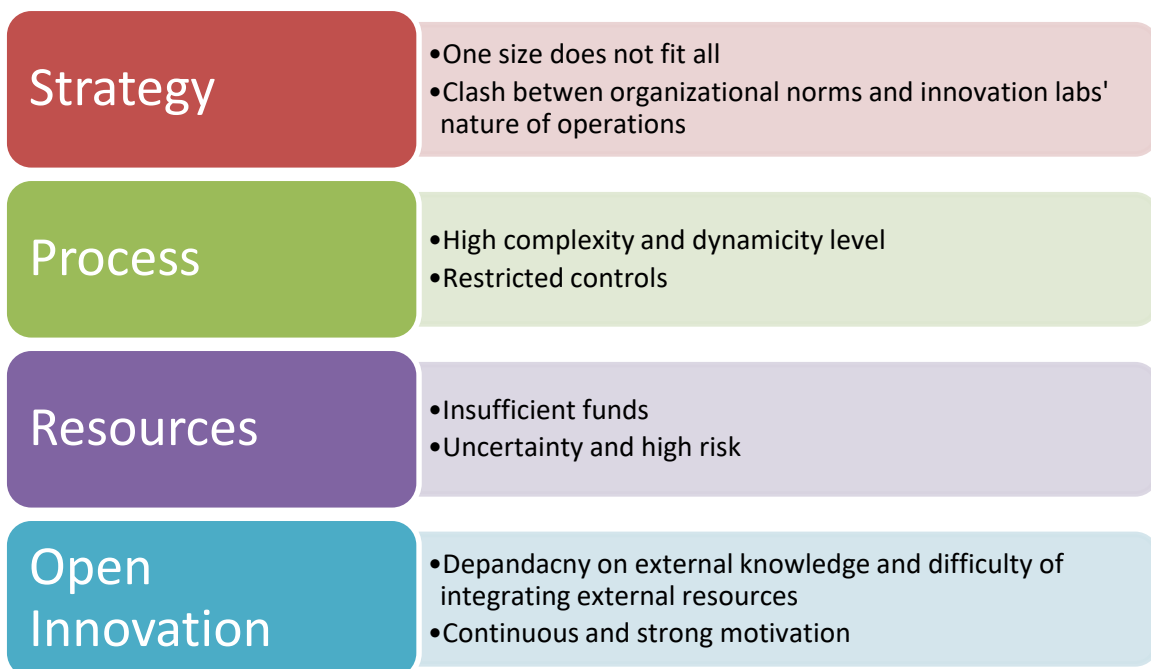 Strategy
•One size does not fit all
•Clash betwen organizational norms and innovation labs'
nature of operations
Process
•High complexity and dynamicity level
•Restricted controls
Resources
•Insufficient funds
•Uncertainty and high risk
Open
Innovation
•Depandacny on external knowledge and difficulty of
integrating external resources
•Continuous and strong motivation